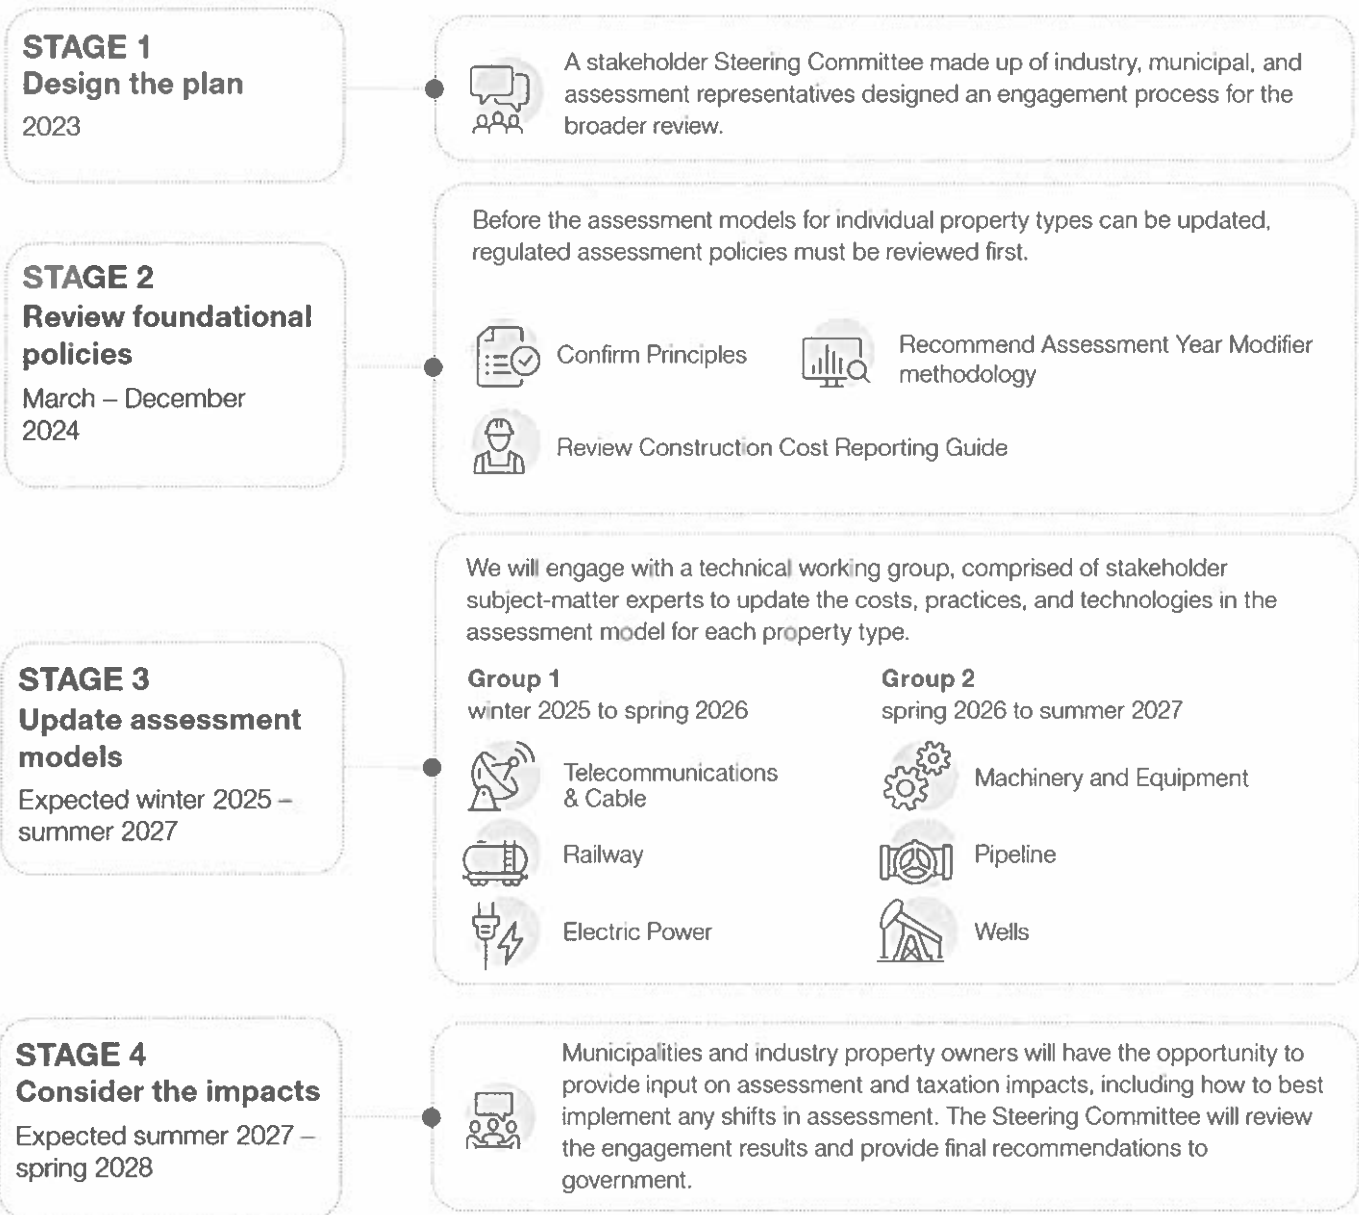 STAGE 1
Design the plan
2023
A stakeholder Steering Committee made up of industry, municipal, and
assessment representatives designed an engagement process for the
broader review.
STAGE 2
Review foundational
policies
March – December
2024
Before the assessment models for individual property types can be updated,
regulated assessment policies must be reviewed first.
Confirm Principles
Recommend Assessment Year Modifier
methodology
Review Construction Cost Reporting Guide
STAGE 3
Update assessment
models
Expected winter 2025 –
summer 2027
We will engage with a technical working group, comprised of stakeholder
subject-matter experts to update the costs, practices, and technologies in the
assessment model for each property type.
Group 1
winter 2025 to spring 2026
Telecommunications
& Cable
Railway
Electric Power
Group 2
spring 2026 to summer 2027
Machinery and Equipment
Pipeline
Wells
STAGE 4
Consider the impacts
Expected summer 2027 –
spring 2028
Municipalities and industry property owners will have the opportunity to
provide input on assessment and taxation impacts, including how to best
implement any shifts in assessment. The Steering Committee will review
the engagement results and provide final recommendations to
government.